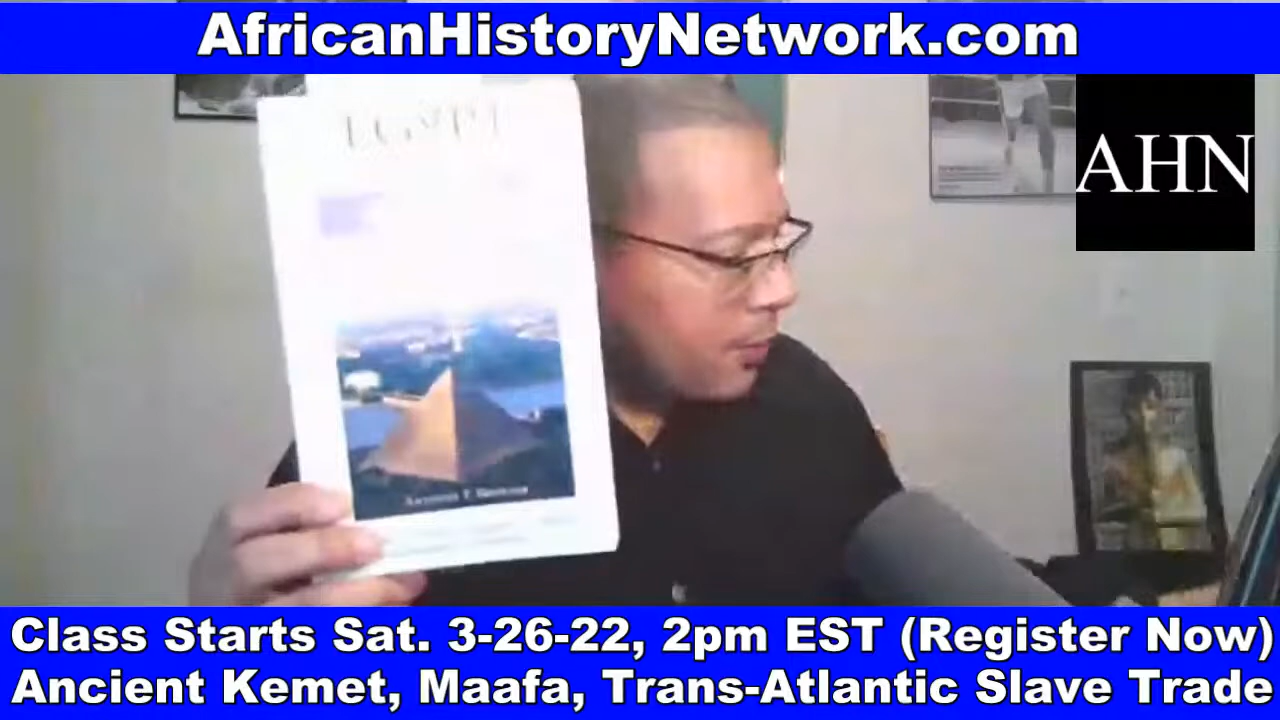 AfricanHistoryNetwork.com
EGYPT
AHN
Class Starts Sat. 3-26-22, 2pm EST (Register Now)
Ancient Kemet, Maafa, Trans-Atlantic Slave Trade